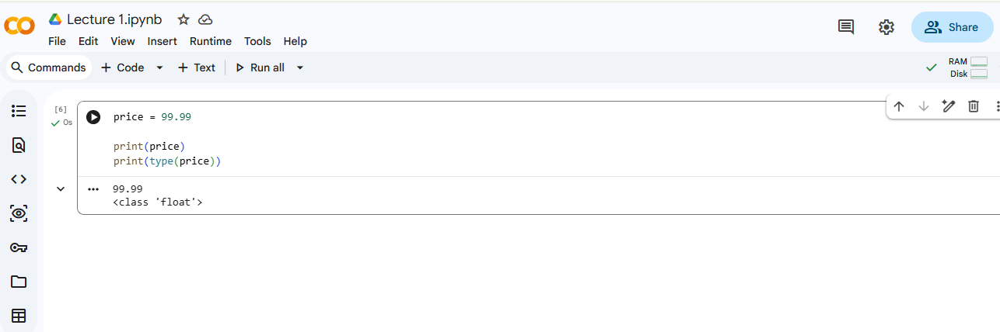 Lecture 1.ipynb
File Edit View Insert Runtime Tools Help
Share
Commands + Code + Text Run all
RAM
Disk
[6]
0s
price = 99.99
print(price)
print(type(price))
99.99
<class 'float'>